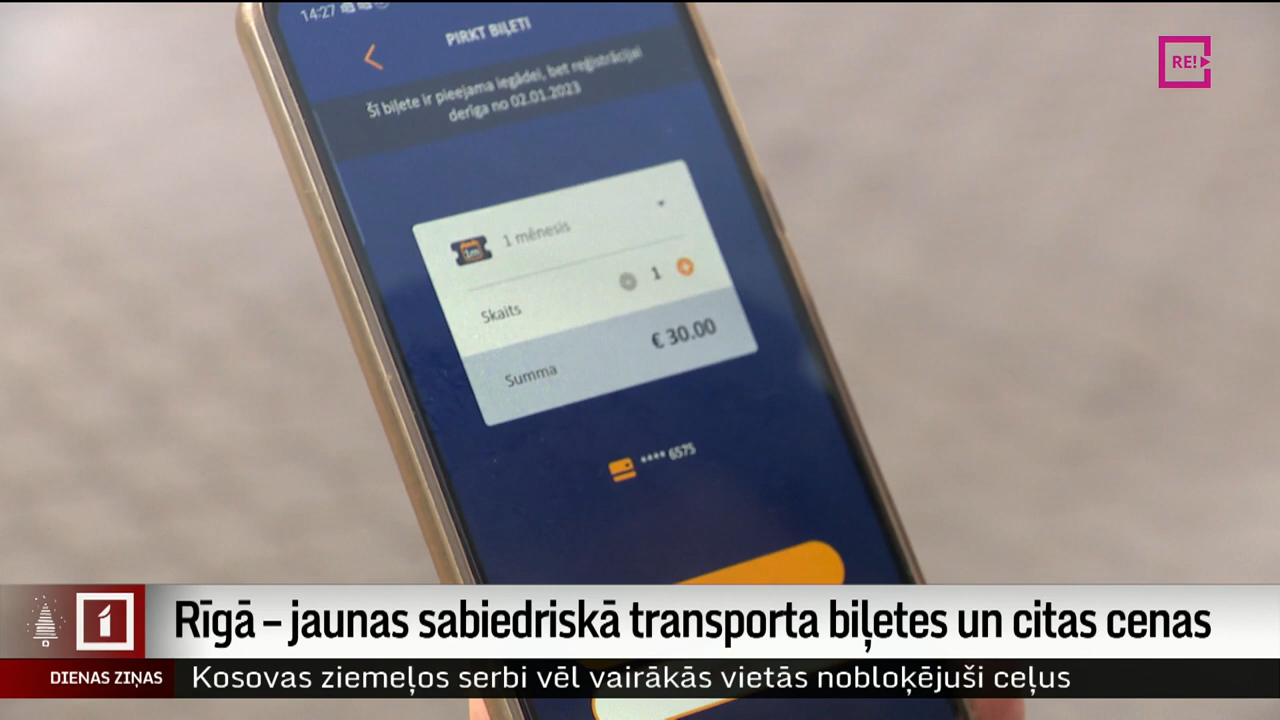 14:27
PIRKT BIĻETI
Šī biļete ir pieejama iegādei, bet reģistrācijai
derīga no 02.01.2023
1m
1 mēnesis
Skaits
1
Summa
€ 30.00
**** 6575
RE!
1
Rīgā – jaunas sabiedriskā transporta biļetes un citas cenas
DIENAS ZIŅAS
Kosovas ziemeļos serbi vēl vairākās vietās nobloķējuši ceļus